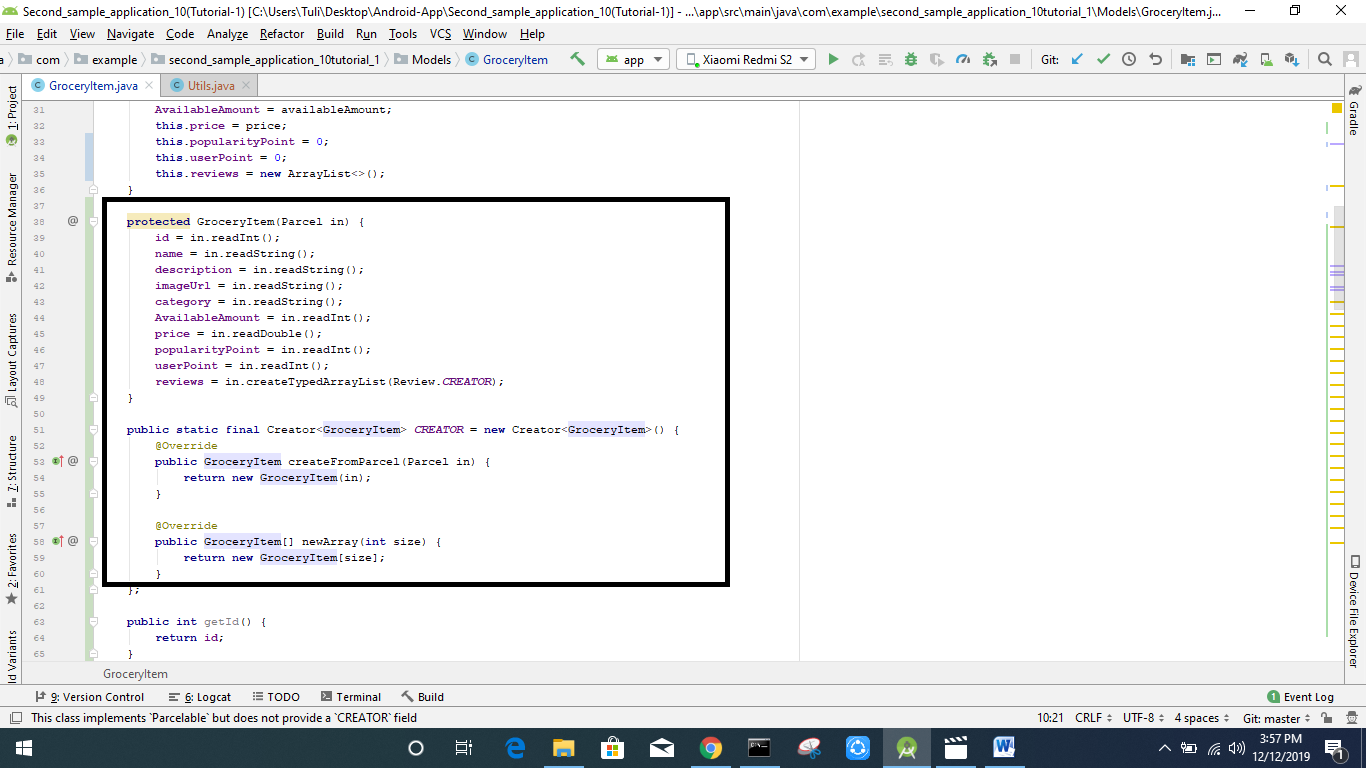 Second_sample_application_10(Tutorial-1) [C:\Users\Tuli\Desktop\Android-App\Second_sample_application_10(Tutorial-1)] - ...\app\src\main\java\com\example\second_sample_application_10tutorial_1\Models\GroceryItem.j...
File Edit View Navigate Code Analyze Refactor Build Run Tools VCS Window Help
a com example second_sample_application_10tutorial_1 Models GroceryItem app Xiaomi Redmi S2 Git:
GroceryItem.java Utils.java
1: Project
Resource Manager
Layout Captures
7: Structure
2: Favorites
ld Variants
31 AvailableAmount = availableAmount;
32 this.price = price;
33 this.popularityPoint = 0;
34 this.userPoint = 0;
35 this.reviews = new ArrayList<>();
36 }
37
38 @ protected GroceryItem(Parcel in) {
39 id = in.readInt();
40 name = in.readString();
41 description = in.readString();
42 imageUrl = in.readString();
43 category = in.readString();
44 AvailableAmount = in.readInt();
45 price = in.readDouble();
46 popularityPoint = in.readInt();
47 userPoint = in.readInt();
48 reviews = in.createTypedArrayList(Review.CREATOR);
49 }
50
51 public static final Creator<GroceryItem> CREATOR = new Creator<GroceryItem>() {
52 @Override
53 @ public GroceryItem createFromParcel(Parcel in) {
54 return new GroceryItem(in);
55 }
56
57 @Override
58 @ public GroceryItem[] newArray(int size) {
59 return new GroceryItem[size];
60 }
61 };
62
63 public int getId() {
64 return id;
65 }
Gradle
Device File Explorer
GroceryItem
9: Version Control 6: Logcat TODO Terminal Build 1 Event Log
This class implements `Parcelable` but does not provide a `CREATOR` field 10:21 CRLF UTF-8 4 spaces Git: master
3:57 PM
12/12/2019
1